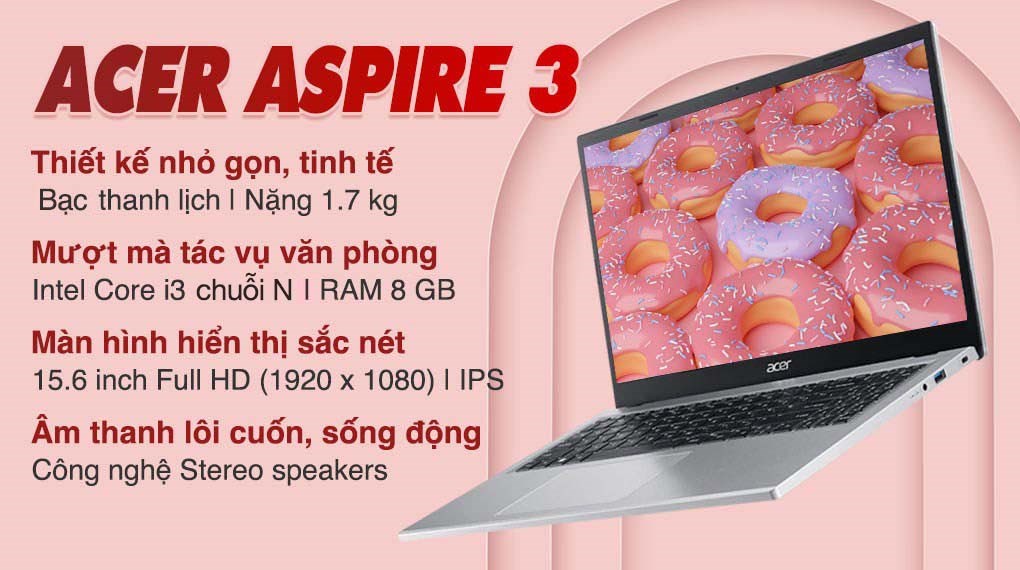 ACER ASPIRE 3
Thiết kế nhỏ gọn, tinh tế
Bạc thanh lịch | Nặng 1.7 kg
Mượt mà tác vụ văn phòng
Intel Core i3 chuỗi N | RAM 8 GB
Màn hình hiển thị sắc nét
15.6 inch Full HD (1920 x 1080) | IPS
Âm thanh lôi cuốn, sống động
Công nghệ Stereo speakers
acer